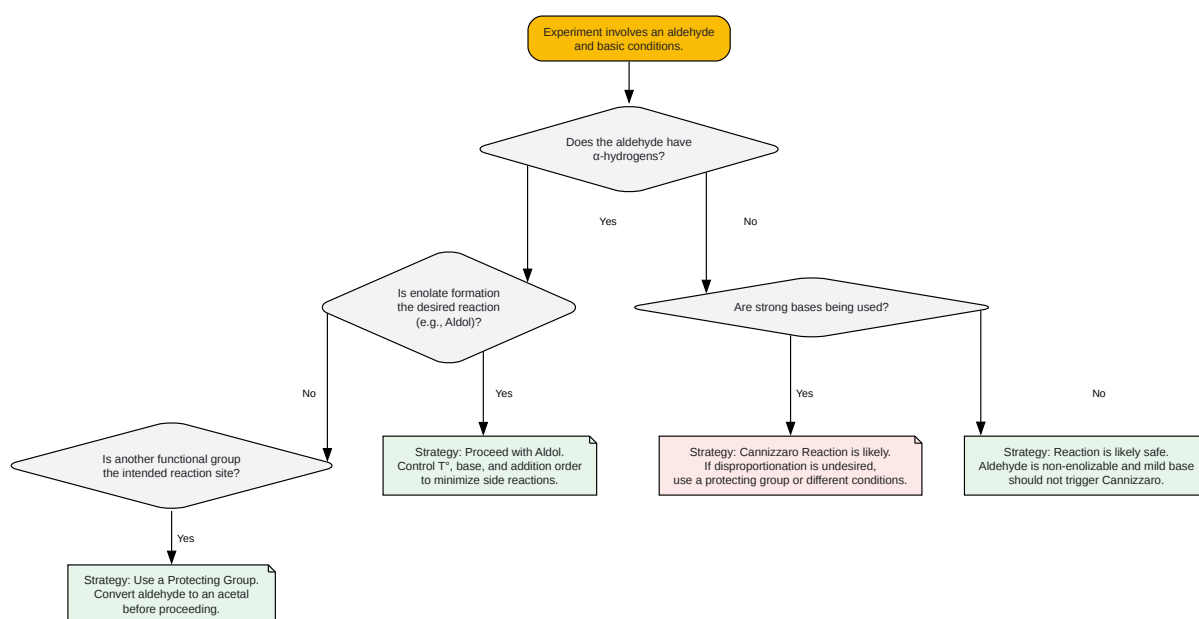 Experiment involves an aldehyde
and basic conditions.
Does the aldehyde have
α-hydrogens?
Yes
No
Is enolate formation
the desired reaction
(e.g., Aldol)?
Are strong bases being used?
No
Yes
Yes
No
Is another functional group
the intended reaction site?
Strategy: Proceed with Aldol.
Control T°, base, and addition order
to minimize side reactions.
Strategy: Cannizzaro Reaction is likely.
If disproportionation is undesired,
use a protecting group or different conditions.
Strategy: Reaction is likely safe.
Aldehyde is non-enolizable and mild base
should not trigger Cannizzaro.
Yes
Strategy: Use a Protecting Group.
Convert aldehyde to an acetal
before proceeding.